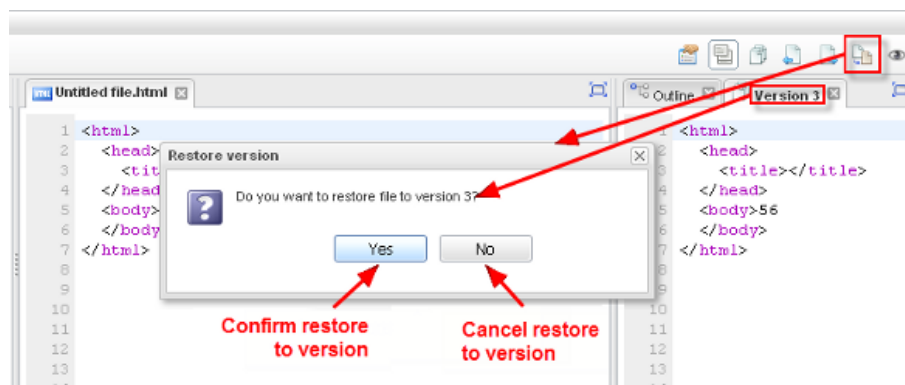 Untitled file.html
Outline
Version 3
1 <html>
2 <head>
3 <tit
4 </head
5 <body>
6 </body
7 </html>
8
9
10
11
12
13
Restore version
Do you want to restore file to version 3?
Yes
No
Confirm restore
to version
Cancel restore
to version
1 <html>
2 <head>
3 <title></title>
4 </head>
5 <body>56
6 </body>
7 </html>
8
9
10
11
12
13